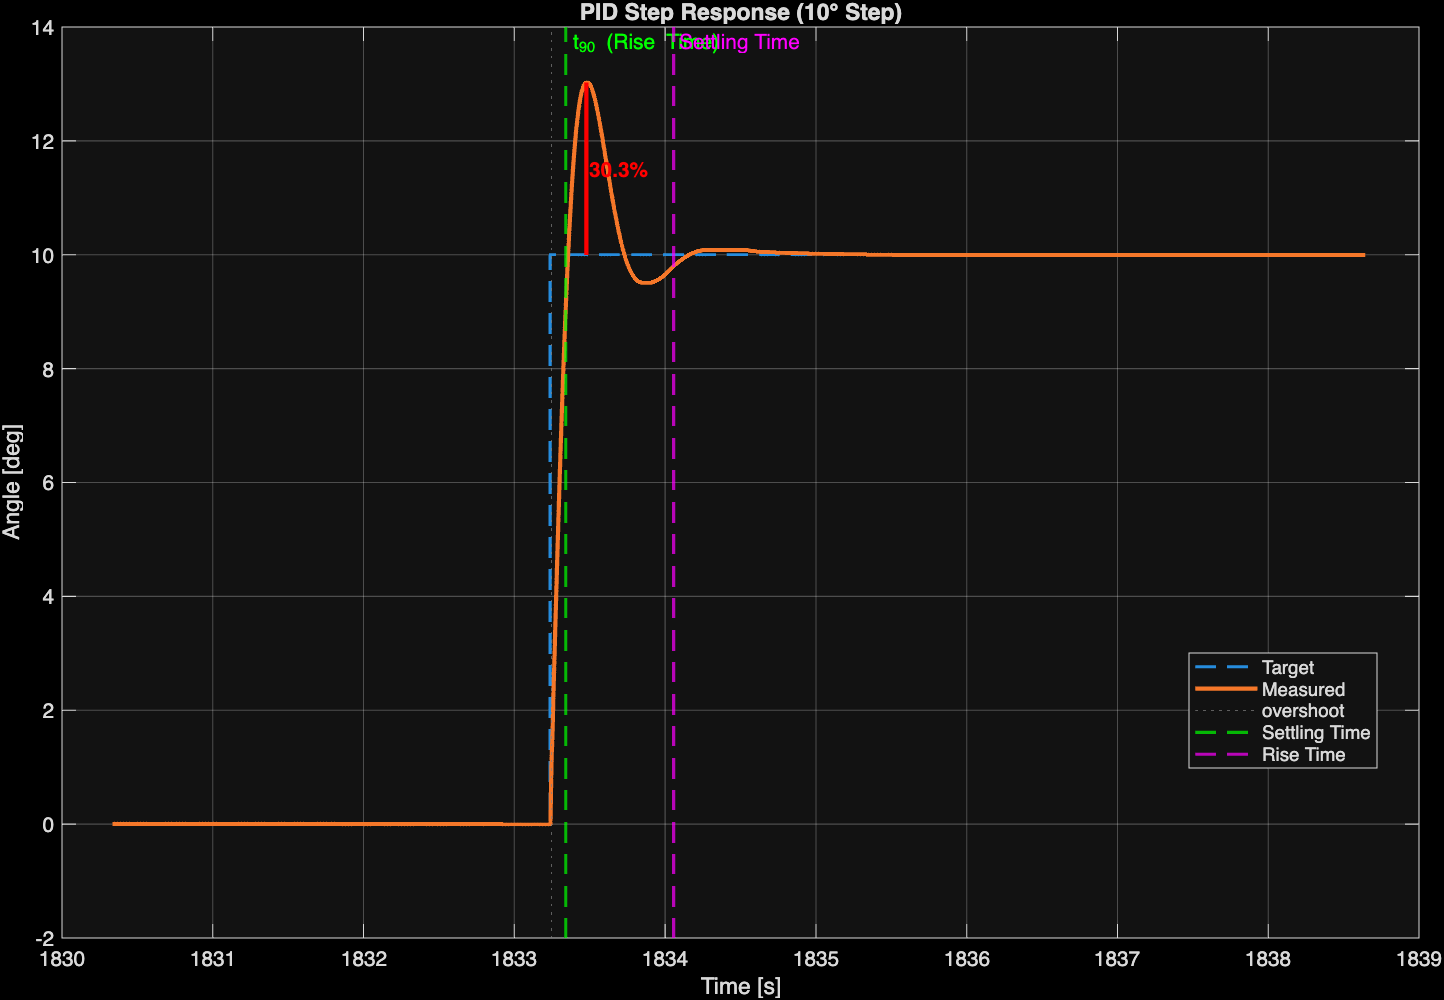 PID Step Response (10° Step)
t90 (Rise Time)
Settling Time
30.3%
14
12
10
8
6
4
2
0
-2
Angle [deg]
1830
1831
1832
1833
1834
1835
1836
1837
1838
1839
Time [s]
Target
Measured
overshoot
Settling Time
Rise Time